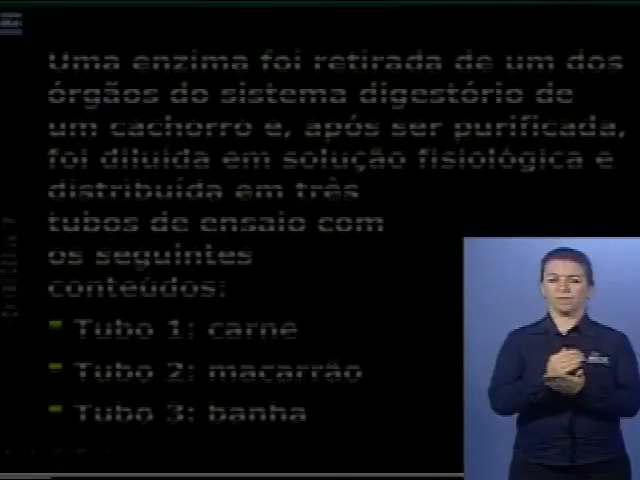 Uma enzima foi retirada de um dos
órgãos do sistema digestório de
um cachorro e, após ser purificada,
foi diluída em solução fisiológica e
distribuída em três
tubos de ensaio com
os seguintes
conteúdos:
Tubo 1: carne
Tubo 2: macarrão
Tubo 3: banha